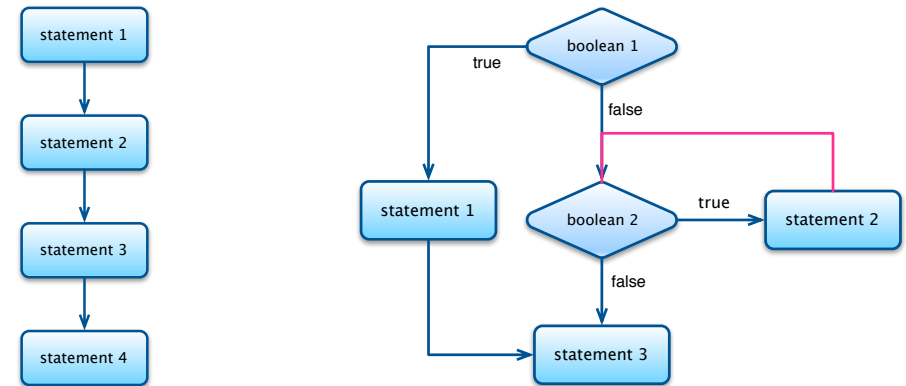 statement 1
statement 2
statement 3
statement 4
boolean 1
true
false
statement 1
boolean 2
true
statement 2
false
statement 3